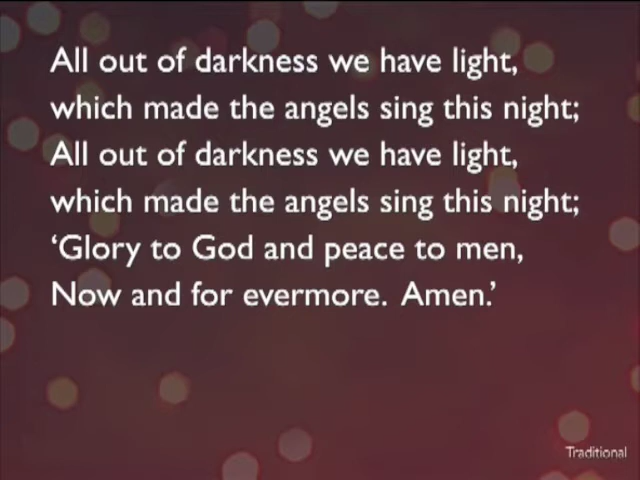 All out of darkness we have light,
which made the angels sing this night;
All out of darkness we have light,
which made the angels sing this night;
‘Glory to God and peace to men,
Now and for evermore.  Amen.’
Traditional